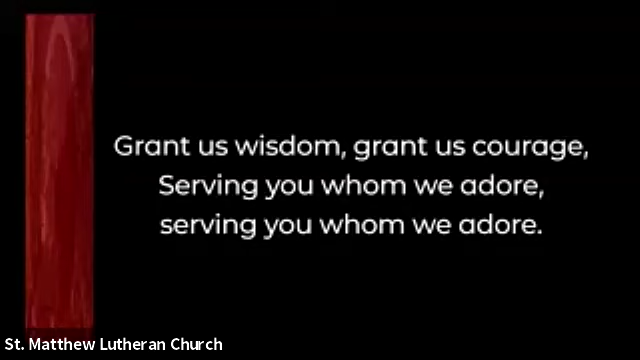 Grant us wisdom, grant us courage,
Serving you whom we adore,
serving you whom we adore.
St. Matthew Lutheran Church